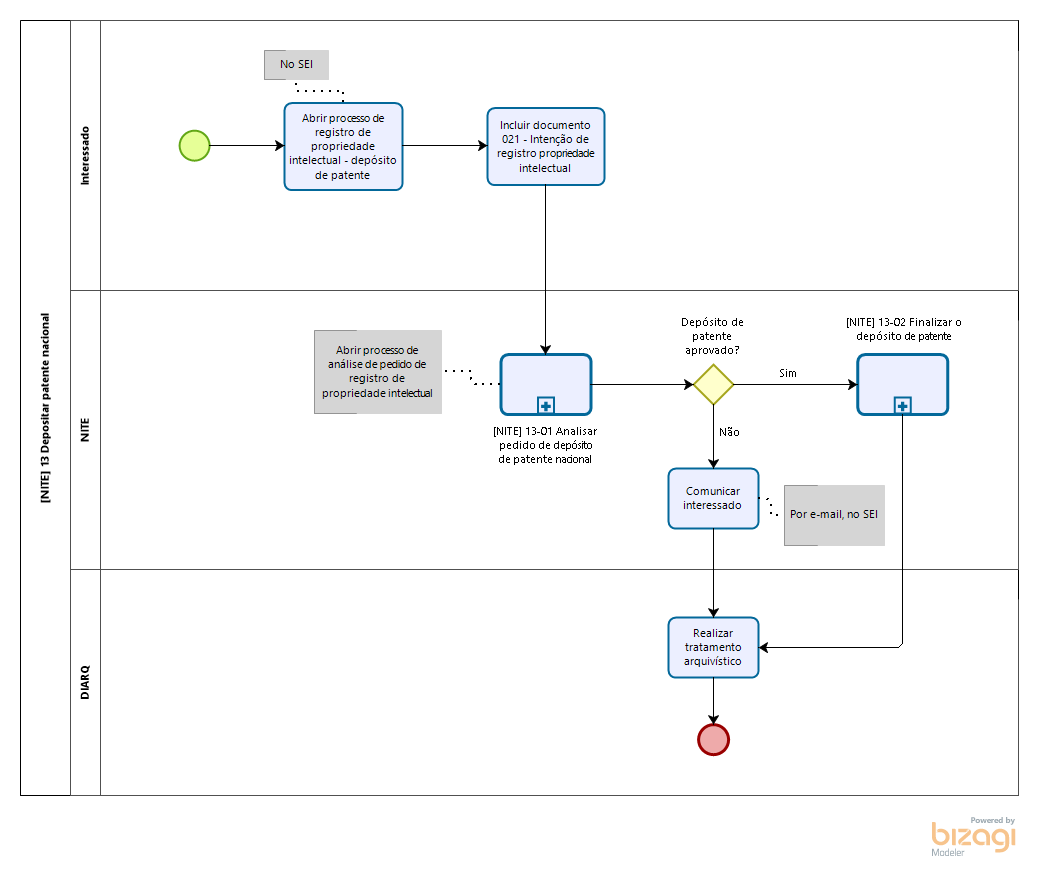 [NITE] 13 Depositar patente nacional
Interessado
No SEI
Abrir processo de
registro de
propriedade
intelectual - depósito
de patente
Incluir documento
021 - Intenção de
registro propriedade
intelectual
NITE
Abrir processo de
análise de pedido de
registro de
propriedade intelectual
[NITE] 13-01 Analisar
pedido de depósito
de patente nacional
Depósito de
patente
aprovado?
Sim
Não
[NITE] 13-02 Finalizar o
depósito de patente
Comunicar
interessado
Por e-mail, no SEI
DIARQ
Realizar
tratamento
arquivístico
Powered by
bizagi
Modeler